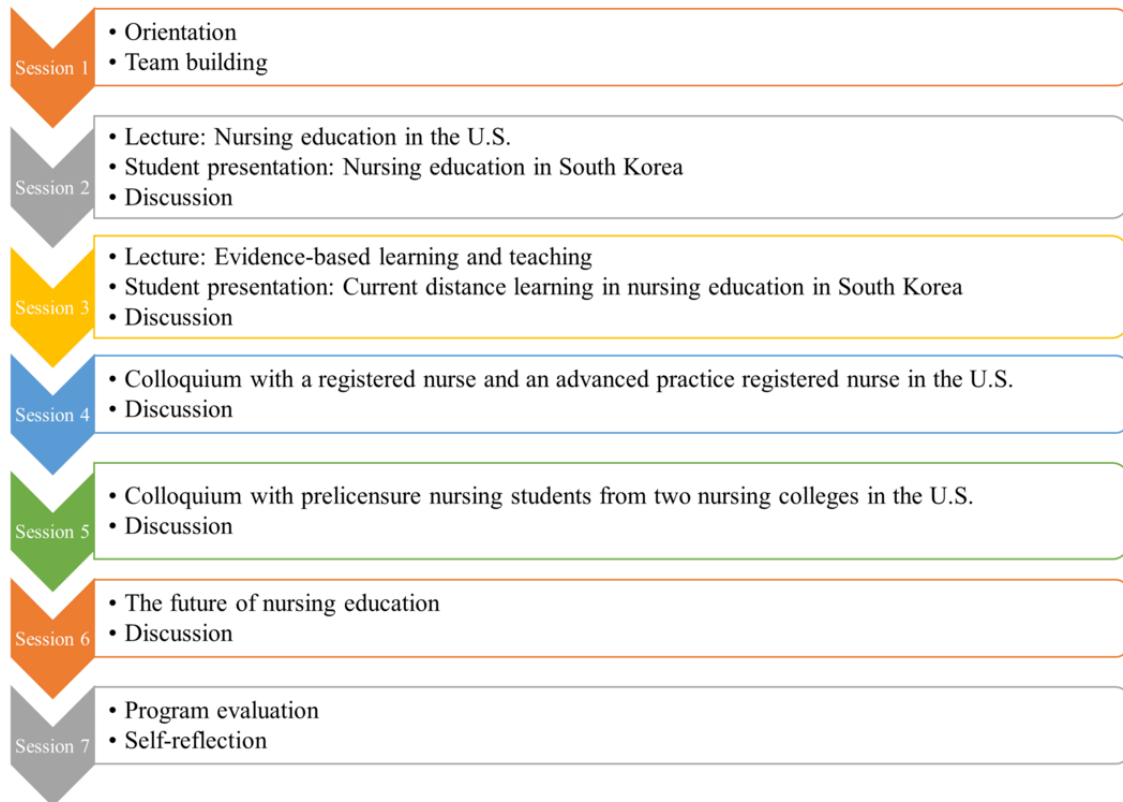 Session 1
• Orientation
• Team building
Session 2
• Lecture: Nursing education in the U.S.
• Student presentation: Nursing education in South Korea
• Discussion
Session 3
• Lecture: Evidence-based learning and teaching
• Student presentation: Current distance learning in nursing education in South Korea
• Discussion
Session 4
• Colloquium with a registered nurse and an advanced practice registered nurse in the U.S.
• Discussion
Session 5
• Colloquium with prelicensure nursing students from two nursing colleges in the U.S.
• Discussion
Session 6
• The future of nursing education
• Discussion
Session 7
• Program evaluation
• Self-reflection